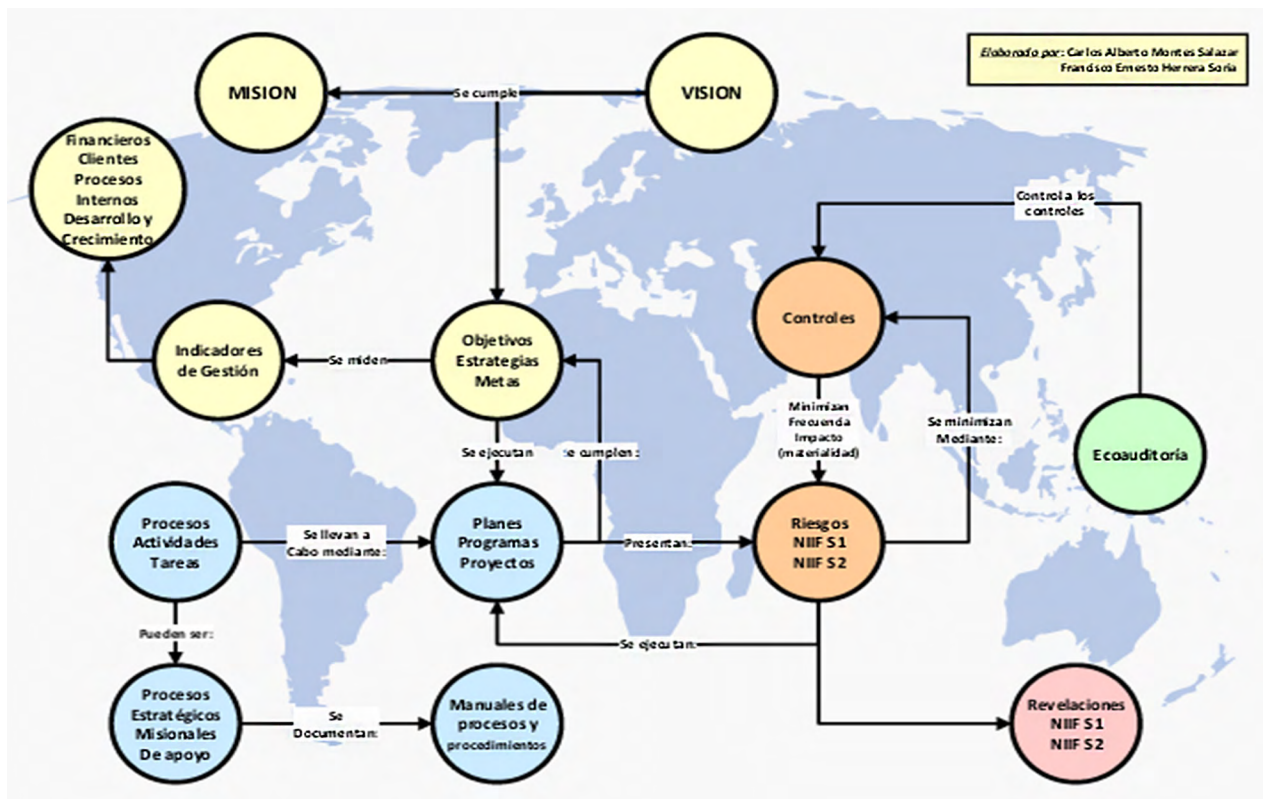 Elaborado por: Carlos Alberto Montes Salazar
Francisco Ernesto Herrera Soria
MISION
Se cumple
VISION
Financieros
Clientes
Procesos
Internos
Desarrollo y
Crecimiento
Control a los
controles
Controles
Indicadores
de Gestión
Se miden
Objetivos
Estrategias
Metas
Minimizan
Frecuencia
Impacto
(materialidad)
Se minimizan
Mediante:
Ecoauditoría
Se ejecutan
Se cumplen:
Procesos
Actividades
Tareas
Se llevan a
Cabo mediante:
Planes
Programas
Proyectos
Presentan:
Riesgos
NIIF S1
NIIF S2
Pueden ser:
Se ejecutan:
Procesos
Estratégicos
Misionales
De apoyo
Se
Documentan:
Manuales de
procesos y
procedimientos
Revelaciones
NIIF S1
NIIF S2